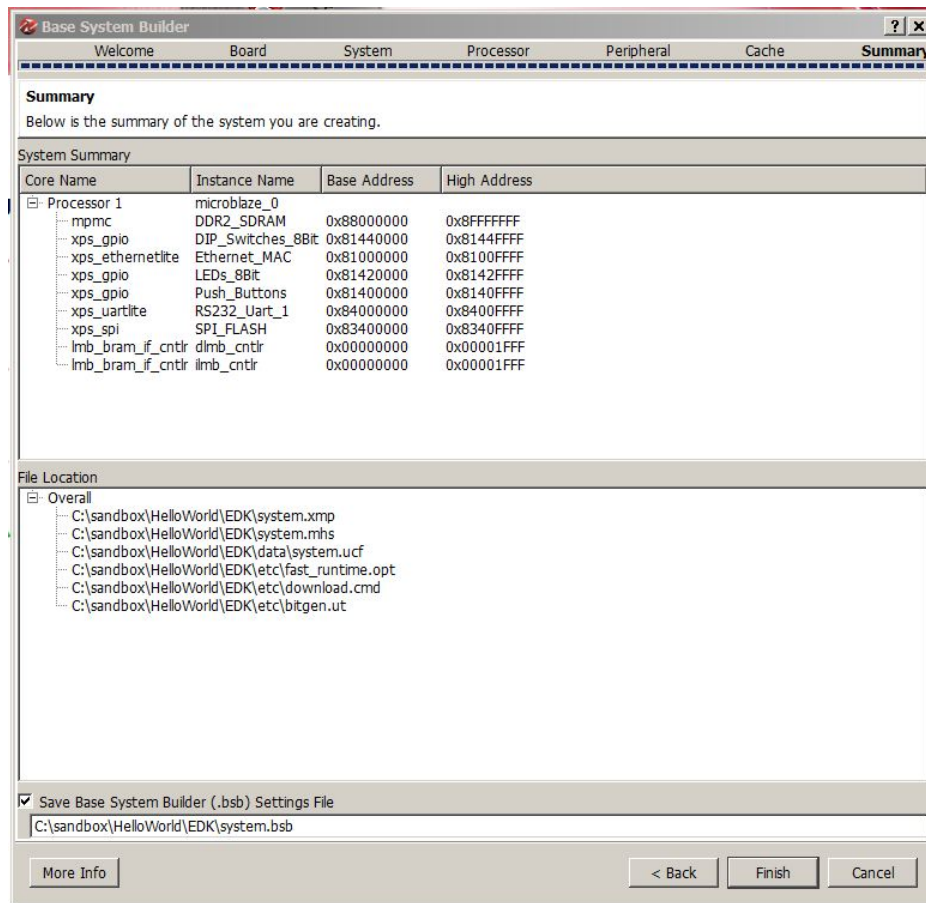 Base System Builder
Welcome Board System Processor Peripheral Cache Summary
Summary
Below is the summary of the system you are creating.
System Summary
Core Name Instance Name Base Address High Address
Processor 1 microblaze_0
mpmc DDR2_SDRAM 0x88000000 0x8FFFFFFF
xps_gpio DIP_Switches_8Bit 0x81440000 0x8144FFFF
xps_ethernetlite Ethernet_MAC 0x81000000 0x8100FFFF
xps_gpio LEDs_8Bit 0x81420000 0x8142FFFF
xps_gpio Push_Buttons 0x81400000 0x8140FFFF
xps_uartlite RS232_Uart_1 0x84000000 0x8400FFFF
xps_spi SPI_FLASH 0x83400000 0x8340FFFF
lmb_bram_if_cntlr dlmb_cntlr 0x00000000 0x00001FFF
lmb_bram_if_cntlr ilmb_cntlr 0x00000000 0x00001FFF
File Location
Overall
C:\sandbox\HelloWorld\EDK\system.xmp
C:\sandbox\HelloWorld\EDK\system.mhs
C:\sandbox\HelloWorld\EDK\data\system.ucf
C:\sandbox\HelloWorld\EDK\etc\fast_runtime.opt
C:\sandbox\HelloWorld\EDK\etc\download.cmd
C:\sandbox\HelloWorld\EDK\etc\bitgen.ut
Save Base System Builder (.bsb) Settings File
C:\sandbox\HelloWorld\EDK\system.bsb
More Info < Back Finish Cancel